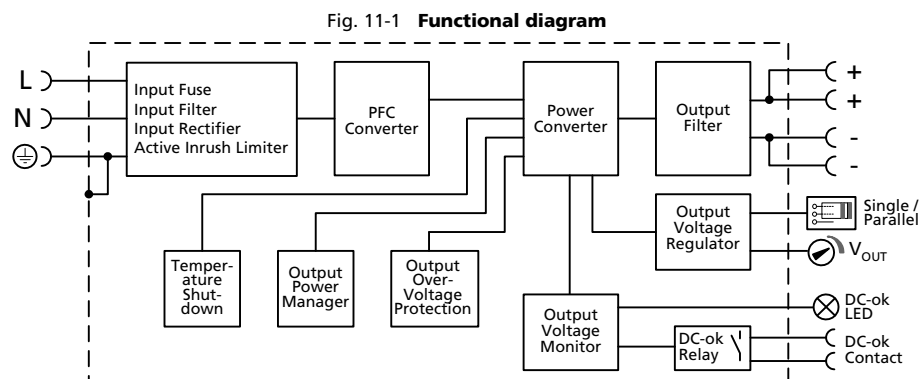 Fig. 11-1 Functional diagram
L
N
Input Fuse
Input Filter
Input Rectifier
Active Inrush Limiter
PFC
Converter
Power
Converter
Output
Filter
+
+
-
-
Temper-
ature
Shut-
down
Output
Power
Manager
Output
Over-
Voltage
Protection
Output
Voltage
Regulator
Single /
Parallel
VOUT
Output
Voltage
Monitor
DC-ok
LED
DC-ok
Relay
DC-ok
Contact